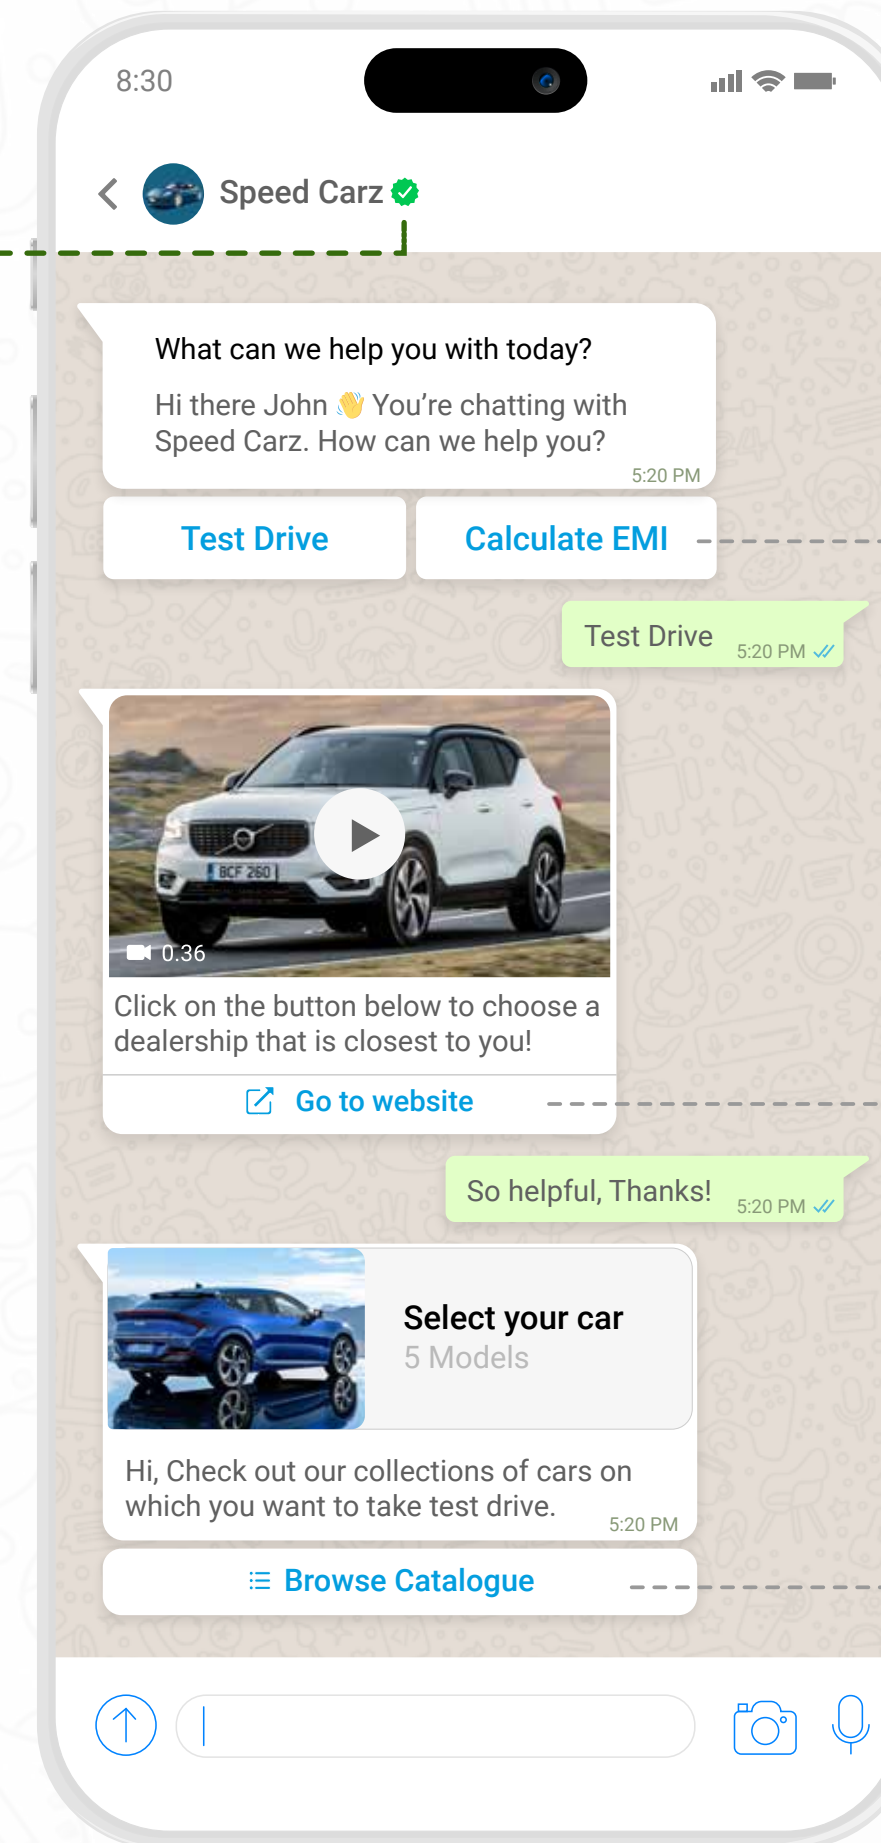 8:30
Speed Carz
What can we help you with today?
Hi there John 👋 You’re chatting with
Speed Carz. How can we help you?
5:20 PM
Test Drive
Calculate EMI
Test Drive
5:20 PM
BCF 260
0.36
Click on the button below to choose a
dealership that is closest to you!
Go to website
So helpful, Thanks!
5:20 PM
Select your car
5 Models
Hi, Check out our collections of cars on
which you want to take test drive.
5:20 PM
Browse Catalogue